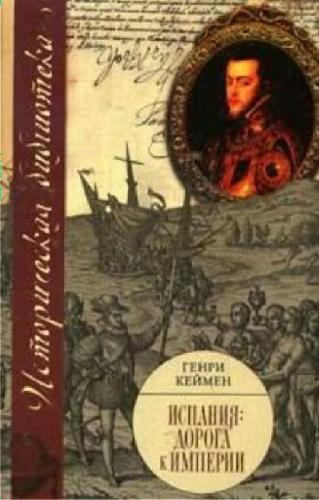 Историческая библиотека
ГЕНРИ
КЕЙМЕН
ИСПАНИЯ:
ДОРОГА
К ИМПЕРИИ